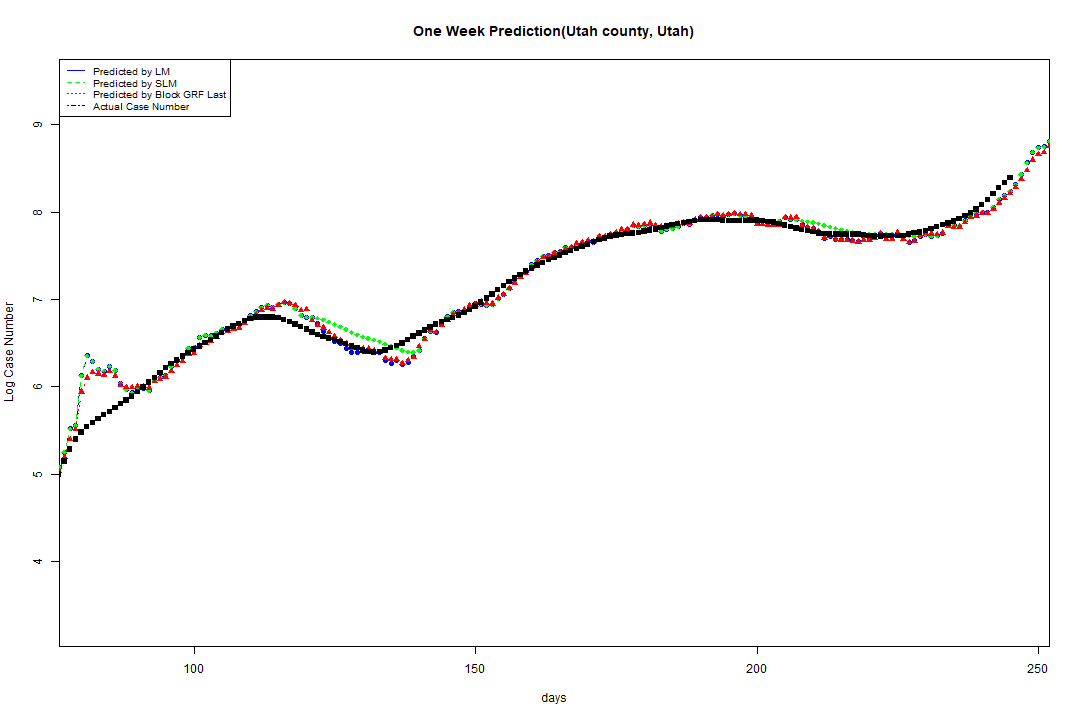 One Week Prediction(Utah county, Utah)
Predicted by LM
Predicted by SLM
Predicted by Block GRF Last
Actual Case Number
9
8
7
6
5
4
Log Case Number
100 150 200 250
days